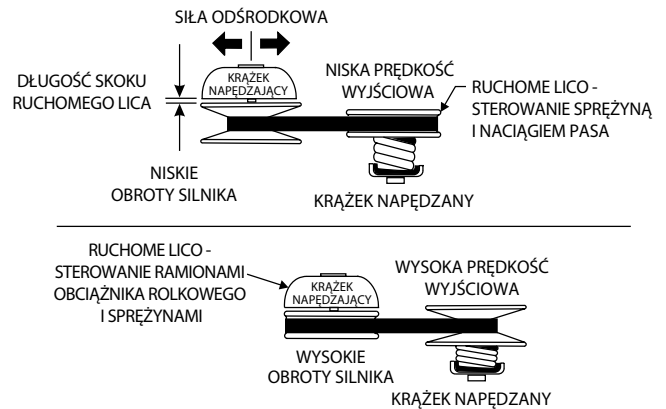 SIŁA ODŚRODKOWA
DŁUGOŚĆ SKOKU
RUCHOMEGO LICA
KRĄŻEK
NAPĘDZAJĄCY
NISKA PRĘDKOŚĆ
WYJŚCIOWA
RUCHOME LICO -
STEROWANIE SPRĘŻYNĄ
I NACIĄGIEM PASA
NISKIE
OBROTY SILNIKA
KRĄŻEK NAPĘDZANY
RUCHOME LICO -
STEROWANIE RAMIONAMI
OBCIĄŻNIKA ROLKOWEGO
I SPRĘŻYNAMI
KRĄŻEK
NAPĘDZAJĄCY
WYSOKA PRĘDKOŚĆ
WYJŚCIOWA
WYSOKIE
OBROTY SILNIKA
KRĄŻEK NAPĘDZANY